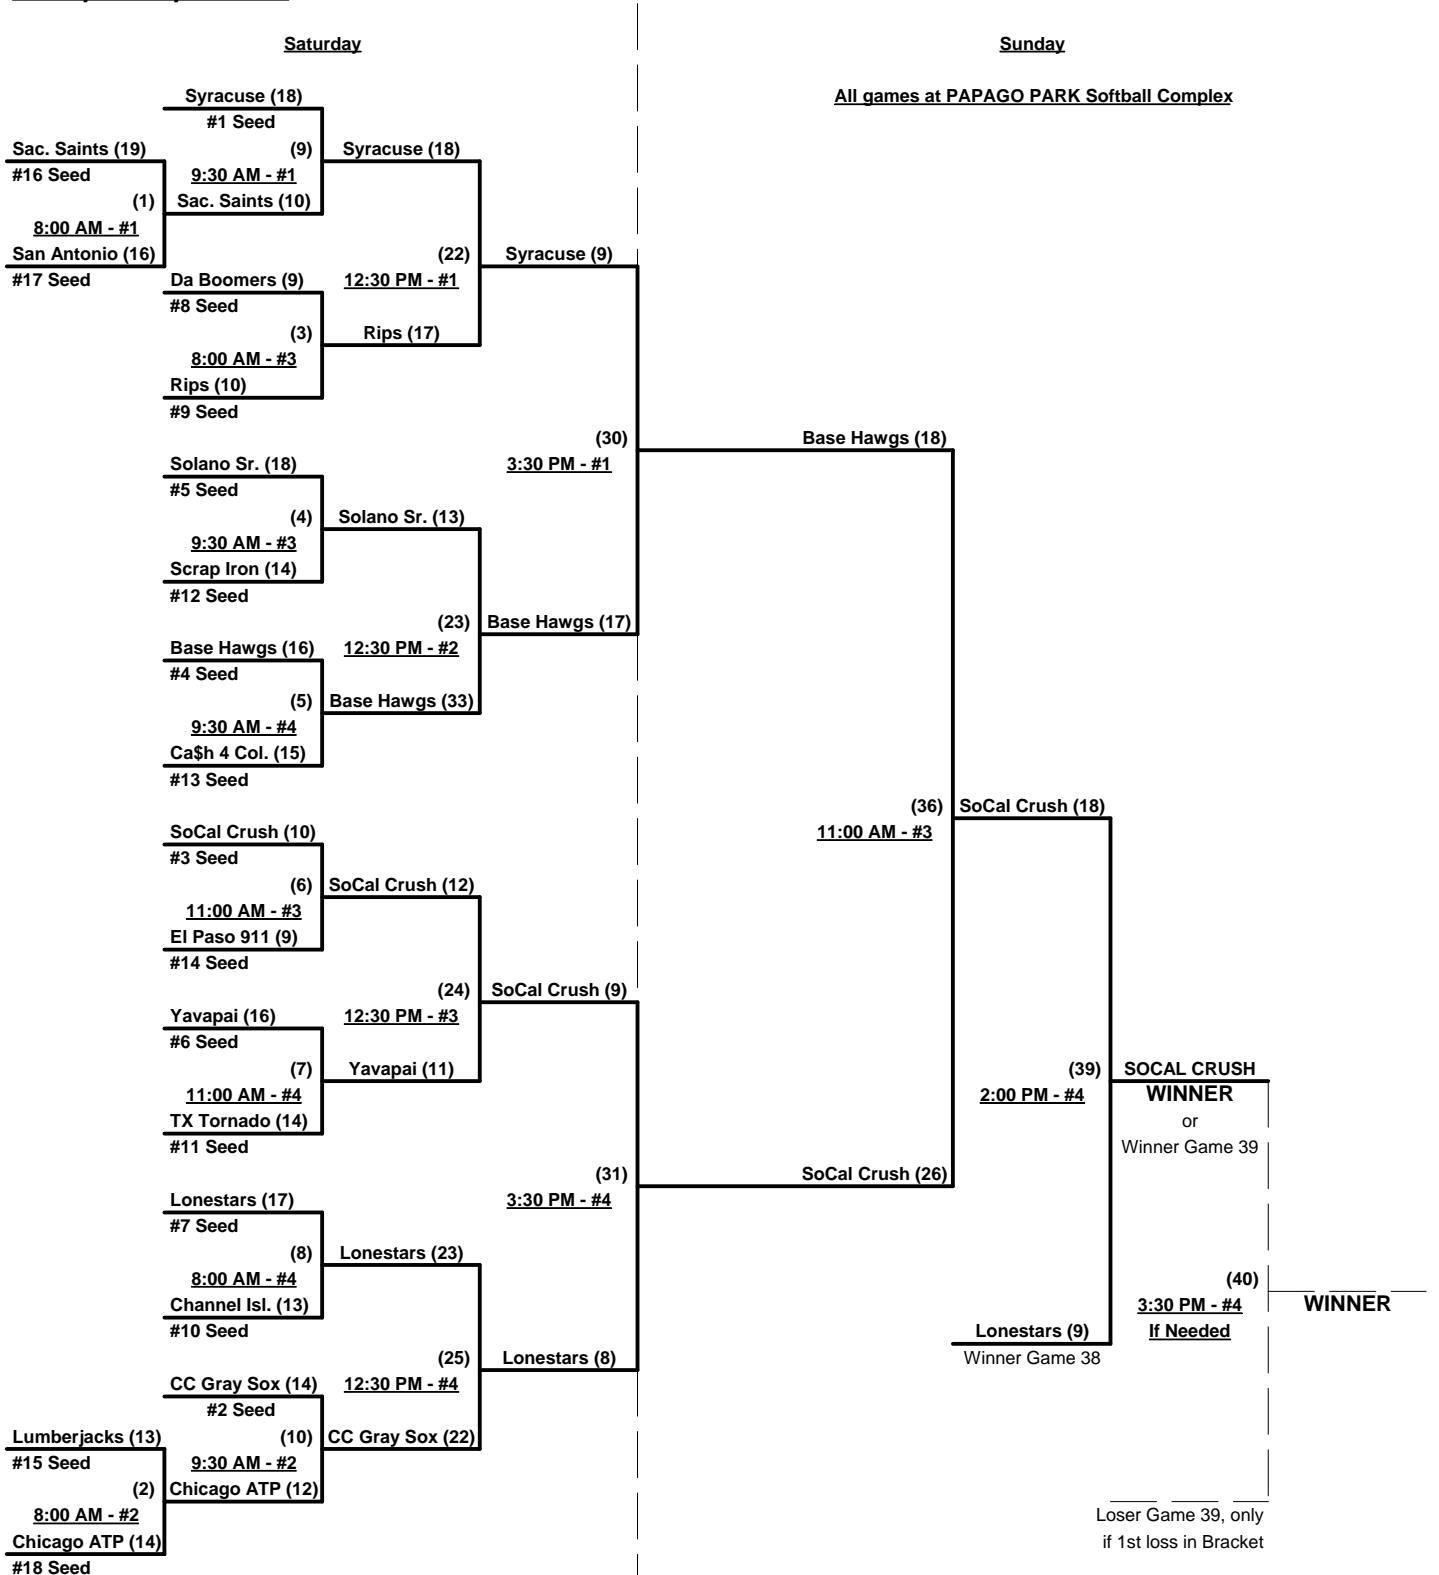 Saturday
Sunday
All games at PAPAGO PARK Softball Complex
Syracuse (18)
#1 Seed
Sac. Saints (19)
#16 Seed
(9)
9:30 AM - #1
Syracuse (18)
(1)
8:00 AM - #1
Sac. Saints (10)
San Antonio (16)
#17 Seed
(22)
12:30 PM - #1
Syracuse (9)
Da Boomers (9)
#8 Seed
(3)
8:00 AM - #3
Rips (17)
Rips (10)
#9 Seed
(30)
3:30 PM - #1
Base Hawgs (18)
Solano Sr. (18)
#5 Seed
(4)
9:30 AM - #3
Solano Sr. (13)
Scrap Iron (14)
#12 Seed
(23)
12:30 PM - #2
Base Hawgs (17)
Base Hawgs (16)
#4 Seed
(5)
9:30 AM - #4
Base Hawgs (33)
Ca$h 4 Col. (15)
#13 Seed
(36)
11:00 AM - #3
SoCal Crush (18)
SoCal Crush (10)
#3 Seed
(6)
11:00 AM - #3
SoCal Crush (12)
El Paso 911 (9)
#14 Seed
(24)
12:30 PM - #3
SoCal Crush (9)
Yavapai (16)
#6 Seed
(7)
11:00 AM - #4
Yavapai (11)
TX Tornado (14)
#11 Seed
(39)
2:00 PM - #4
SOCAL CRUSH
WINNER
or
Winner Game 39
(31)
3:30 PM - #4
SoCal Crush (26)
Lonestars (17)
#7 Seed
(8)
8:00 AM - #4
Lonestars (23)
Channel Isl. (13)
#10 Seed
(40)
3:30 PM - #4
If Needed
WINNER
Lonestars (9)
Winner Game 38
(25)
12:30 PM - #4
Lonestars (8)
CC Gray Sox (14)
#2 Seed
Lumberjacks (13)
#15 Seed
(10)
9:30 AM - #2
CC Gray Sox (22)
(2)
8:00 AM - #2
Chicago ATP (12)
Chicago ATP (14)
#18 Seed
Loser Game 39, only
if 1st loss in Bracket